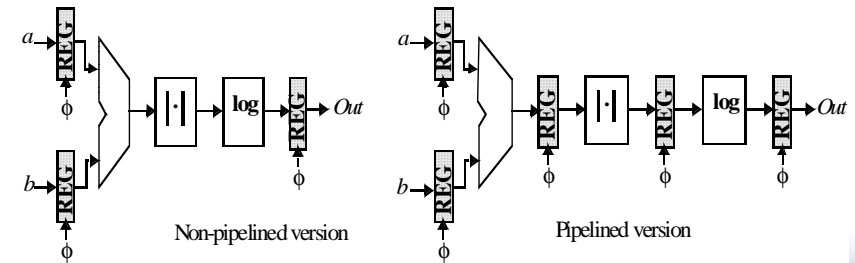 a
REG
ϕ
b
REG
ϕ
|·|
log
REG
ϕ
Out
Non-pipelined version
a
REG
ϕ
b
REG
ϕ
REG
ϕ
|·|
REG
ϕ
log
REG
ϕ
Out
Pipelined version